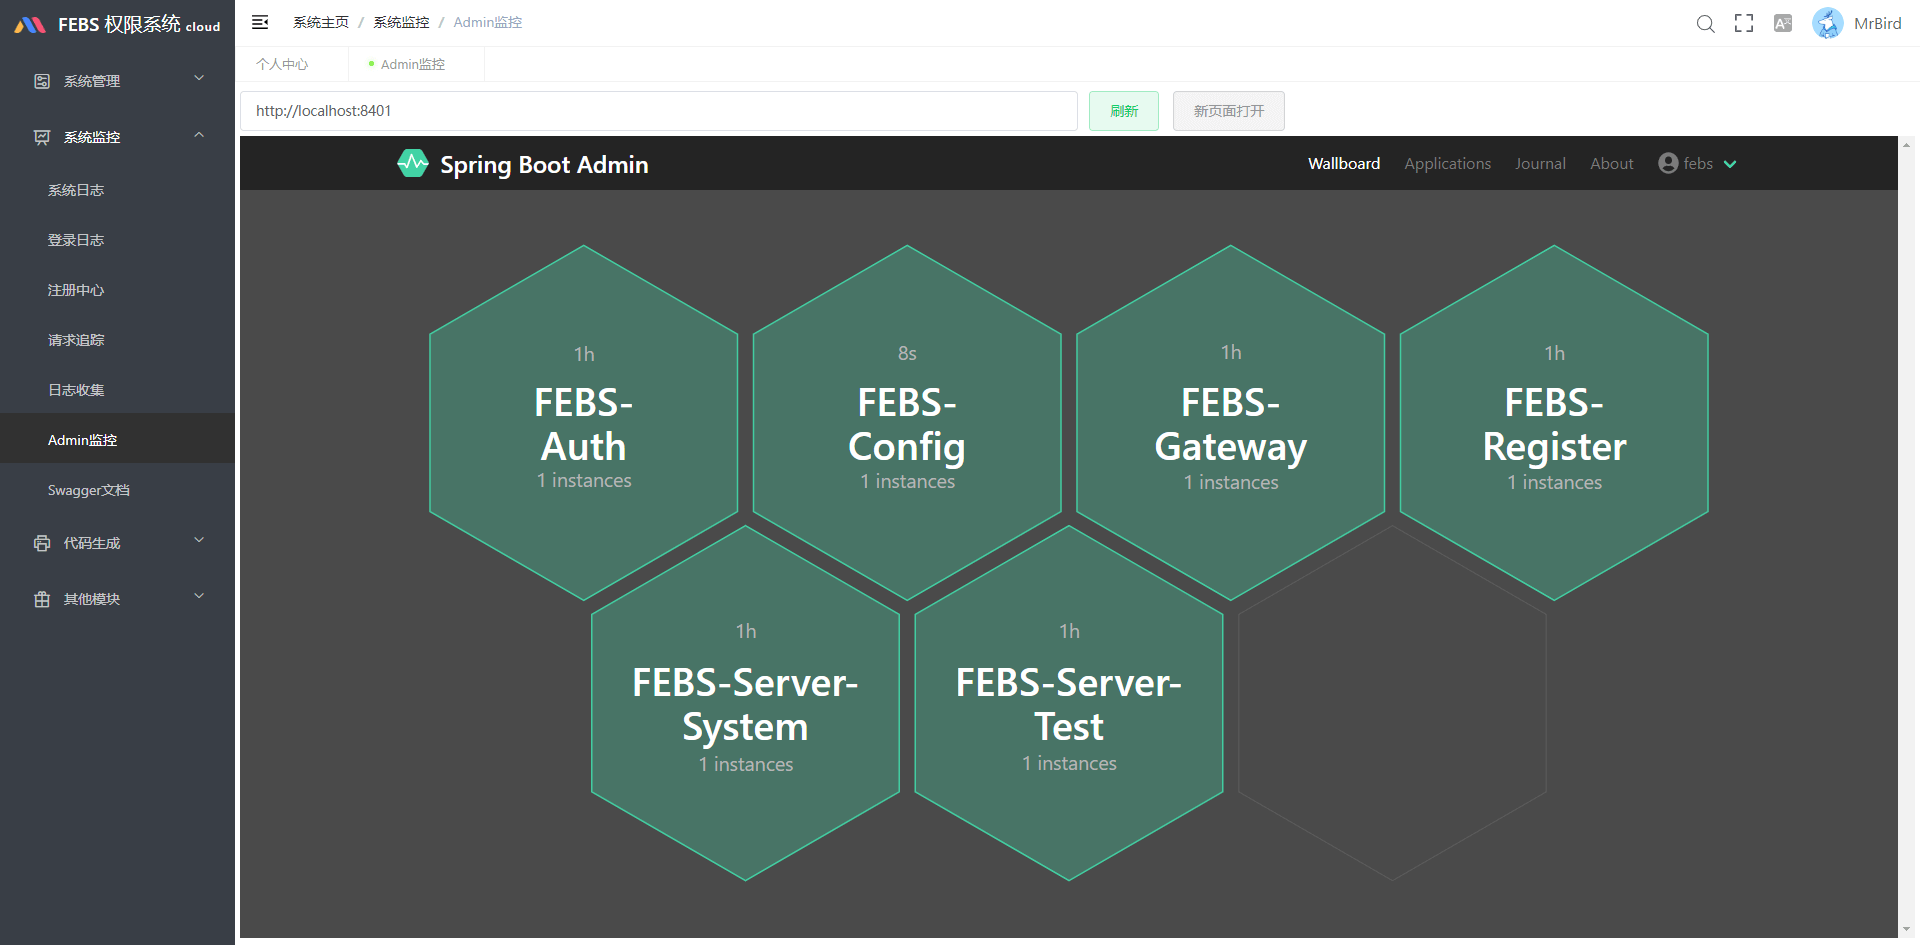 FEBS 权限系统 cloud
系统管理
系统监控
系统日志
登录日志
注册中心
请求追踪
日志收集
Admin监控
Swagger文档
代码生成
其他模块
系统主页 / 系统监控 / Admin监控
MrBird
个人中心
Admin监控
http://localhost:8401
刷新
新页面打开
Spring Boot Admin
Wallboard
Applications
Journal
About
febs
1h
FEBS-
Auth
1 instances
8s
FEBS-
Config
1 instances
1h
FEBS-
Gateway
1 instances
1h
FEBS-
Register
1 instances
1h
FEBS-Server-
System
1 instances
1h
FEBS-Server-
Test
1 instances